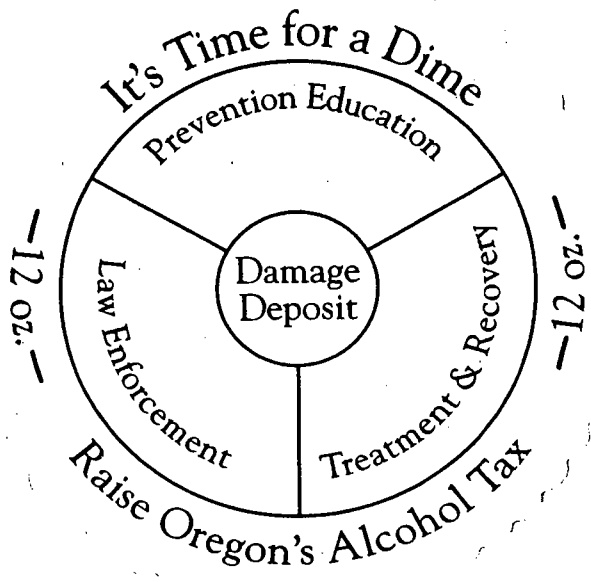 It's Time for a Dime
Prevention Education
–12 oz.–
–12 oz.–
Damage
Deposit
Law Enforcement
Treatment & Recovery
Raise Oregon's Alcohol Tax